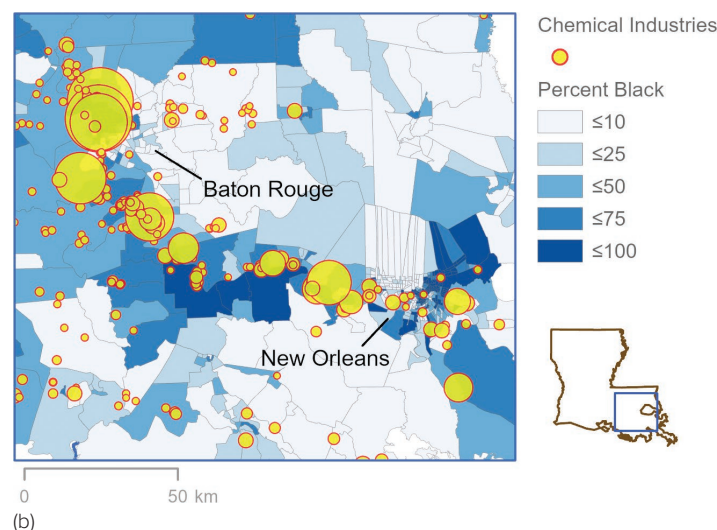 Chemical Industries
Percent Black
≤10
≤25
≤50
≤75
≤100
Baton Rouge
New Orleans
0 50 km
(b)